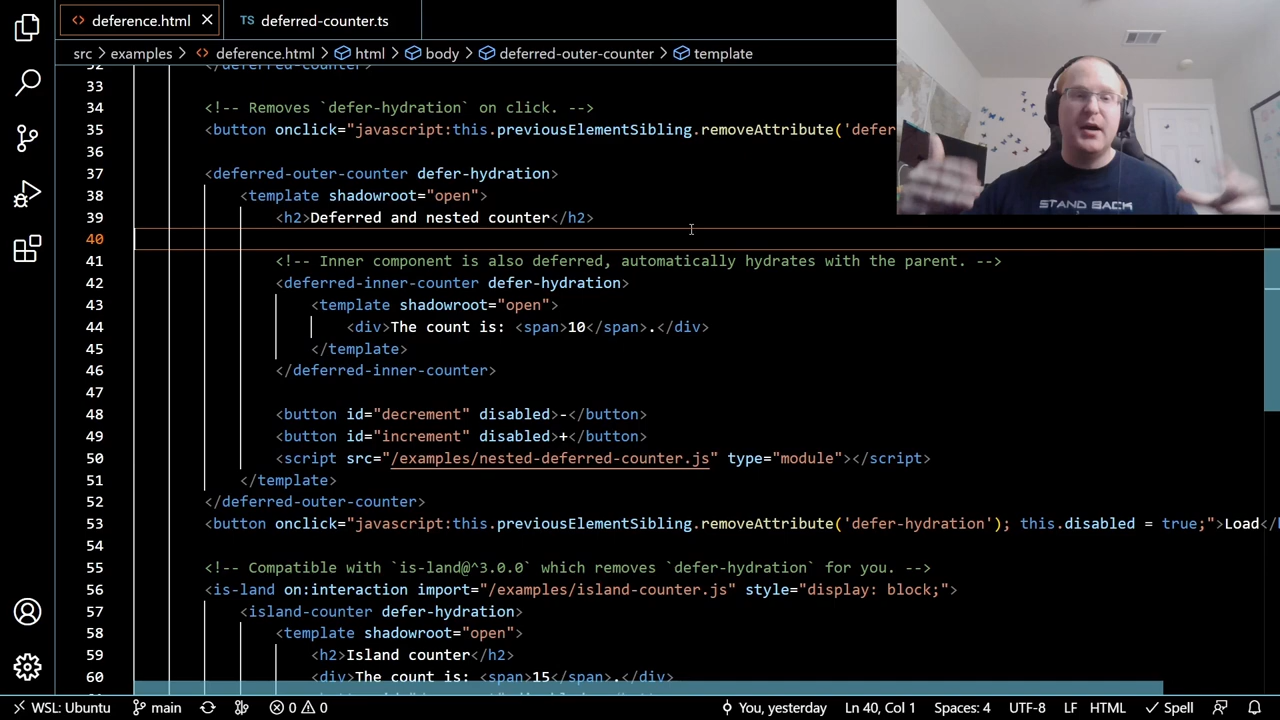 deference.html
TS deferred-counter.ts
src > examples > deference.html > html > body > deferred-outer-counter > template
32 </deferred-counter>
33
34 <!-- Removes `defer-hydration` on click. -->
35 <button onclick="javascript:this.previousElementSibling.removeAttribute('defer
36
37 <deferred-outer-counter defer-hydration>
38 <template shadowroot="open">
39 <h2>Deferred and nested counter</h2>
40
41 <!-- Inner component is also deferred, automatically hydrates with the parent. -->
42 <deferred-inner-counter defer-hydration>
43 <template shadowroot="open">
44 <div>The count is: <span>10</span>.</div>
45 </template>
46 </deferred-inner-counter>
47
48 <button id="decrement" disabled>-</button>
49 <button id="increment" disabled>+</button>
50 <script src="/examples/nested-deferred-counter.js" type="module"></script>
51 </template>
52 </deferred-outer-counter>
53 <button onclick="javascript:this.previousElementSibling.removeAttribute('defer-hydration'); this.disabled = true;">Load</
54
55 <!-- Compatible with `is-land@^3.0.0` which removes `defer-hydration` for you. -->
56 <is-land on:interaction import="/examples/island-counter.js" style="display: block;">
57 <island-counter defer-hydration>
58 <template shadowroot="open">
59 <h2>Island counter</h2>
60 <div>The count is: <span>15</span>.</div>
STAND BACK
WSL: Ubuntu main 0 0 You, yesterday Ln 40, Col 1 Spaces: 4 UTF-8 LF HTML Spell